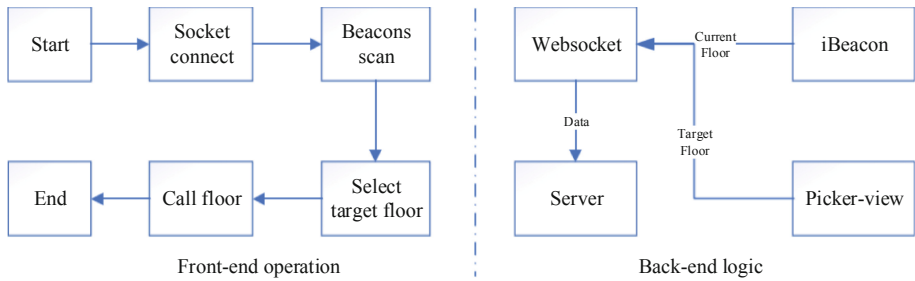 Start
Socket
connect
Beacons
scan
Select
target floor
Call floor
End
Front-end operation
Websocket
Current
Floor
iBeacon
Data
Target
Floor
Server
Picker-view
Back-end logic